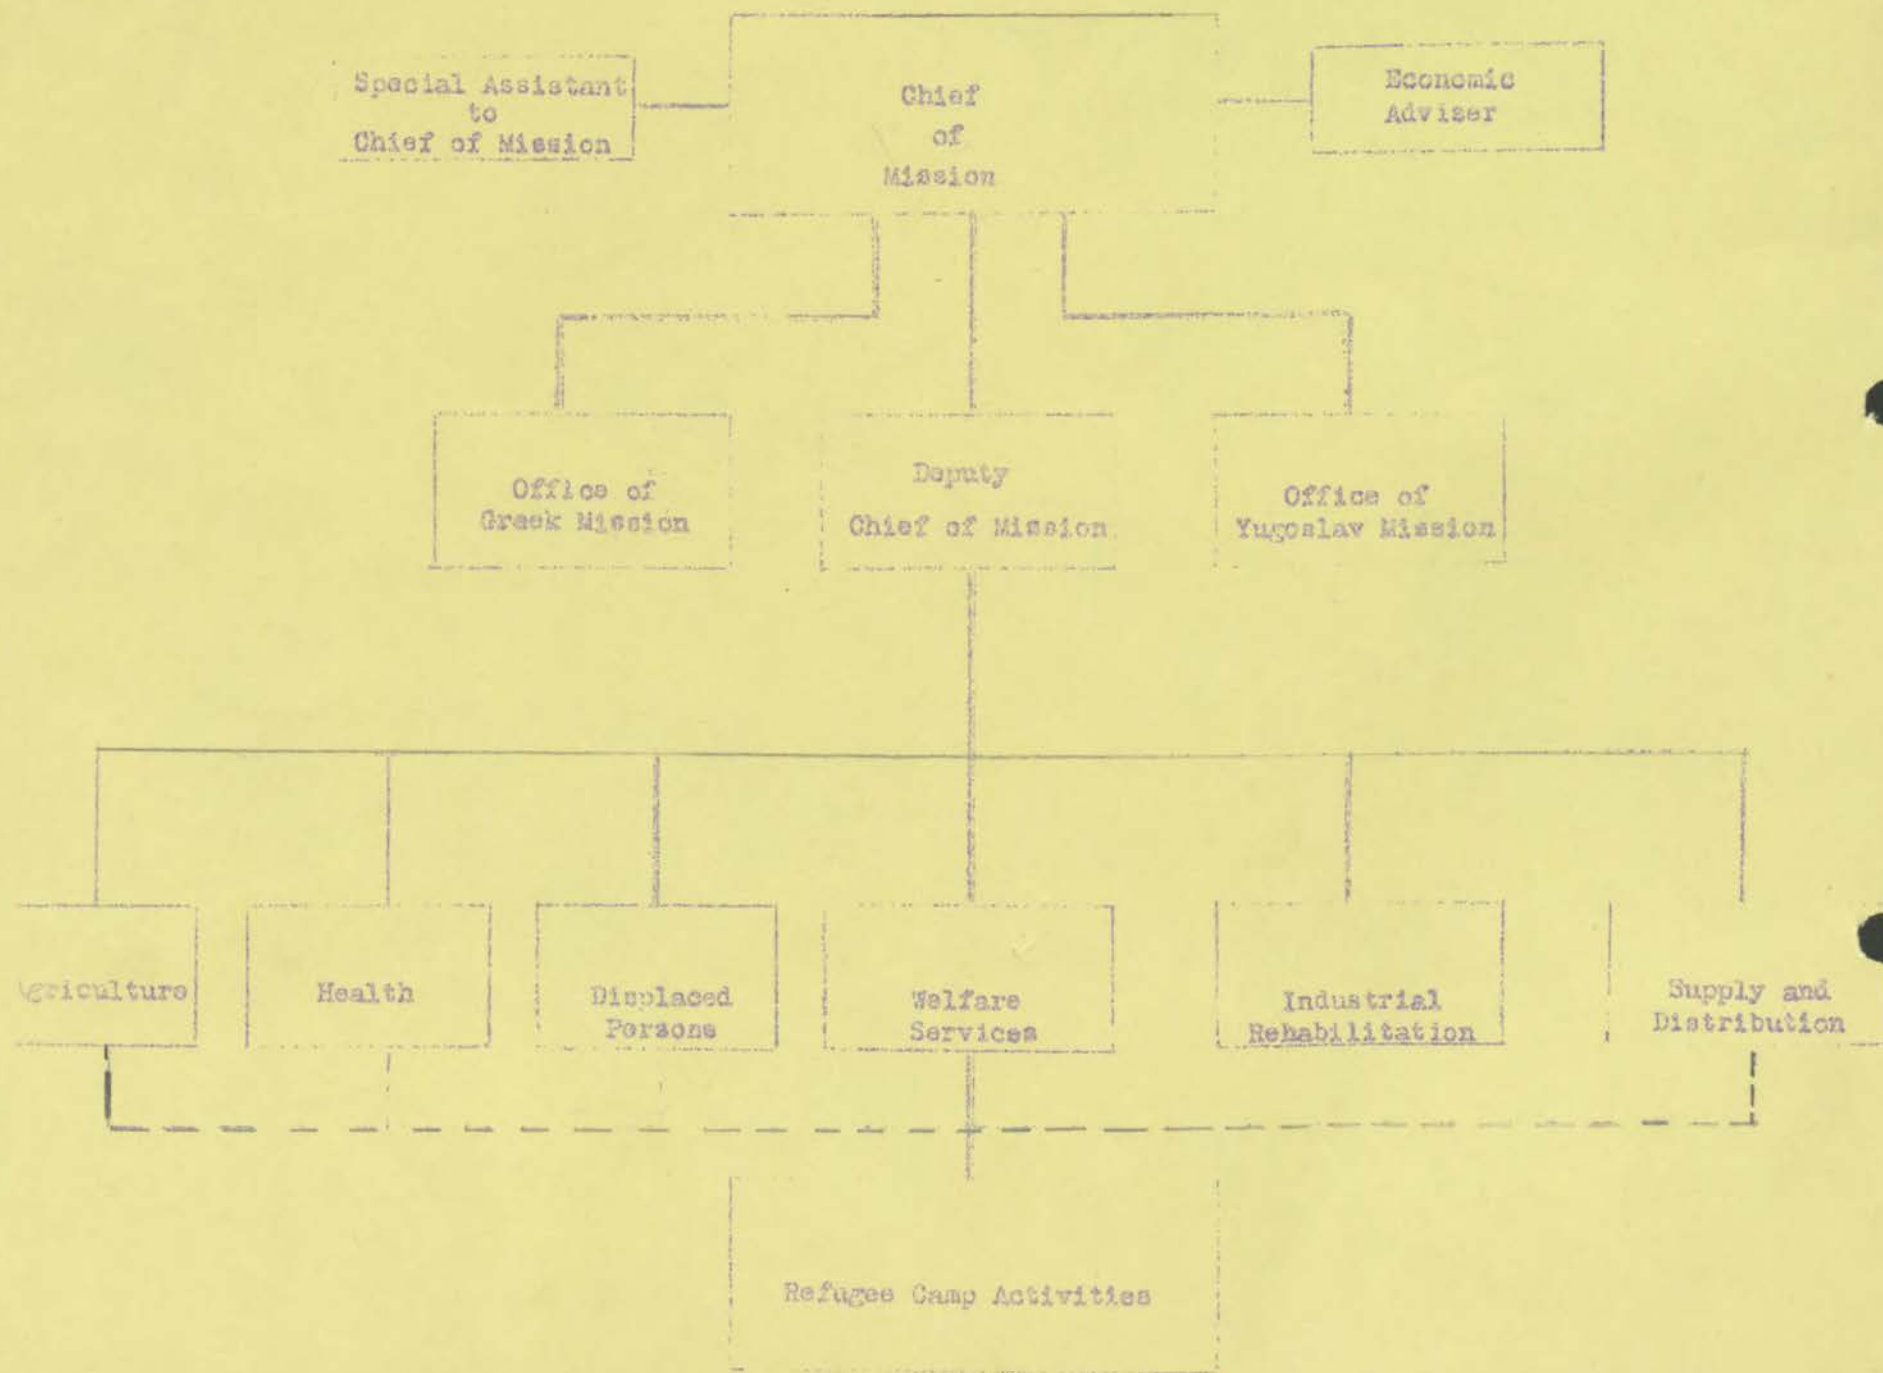 Special Assistant
to
Chief of Mission
Chief
of
Mission
Economic
Adviser
Office of
Greek Mission
Deputy
Chief of Mission
Office of
Yugoslav Mission
griculture
Health
Displaced
Persons
Welfare
Services
Industrial
Rehabilitation
Supply and
Distribution
Refugee Camp Activities